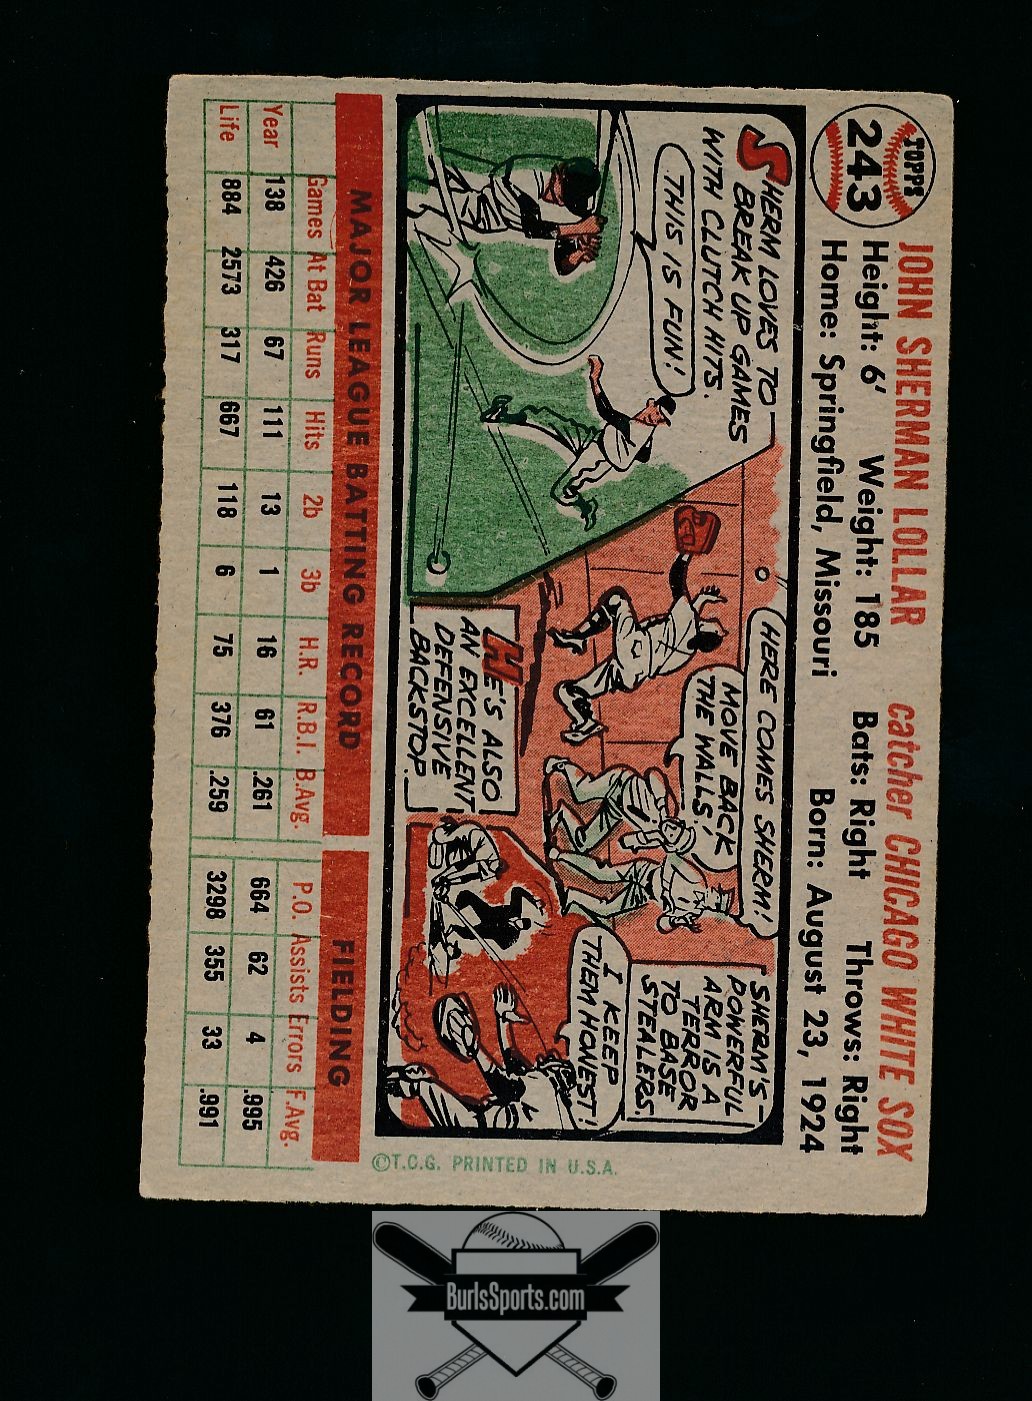 TOPPS
243
JOHN SHERMAN LOLLAR catcher CHICAGO WHITE SOX
Height: 6' Weight: 185 Bats: Right Throws: Right
Home: Springfield, Missouri Born: August 23, 1924
SHERM LOVES TO
BREAK UP GAMES
WITH CLUTCH HITS.
THIS IS FUN!
HERE COMES SHERM!
MOVE BACK
THE WALLS!
HE'S ALSO
AN EXCELLENT
DEFENSIVE
BACKSTOP.
SHERM'S
POWERFUL
ARM IS A
TERROR
TO BASE
STEALERS.
I KEEP
THEM HONEST!
©T.C.G. PRINTED IN U.S.A.
MAJOR LEAGUE BATTING RECORD FIELDING
Games At Bat Runs Hits 2b 3b H.R. R.B.I. B.Avg. P.O. Assists Errors F.Avg.
Year 138 426 67 111 13 1 16 61 .261 664 62 4 .995
Life 884 2573 317 667 118 6 75 376 .259 3298 355 33 .991
BurlsSports.com